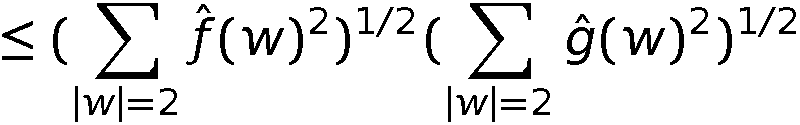 ≤ (∑_{|w|=2} f̂(w)²)^{1/2} (∑_{|w|=2} ĝ(w)²)^{1/2}